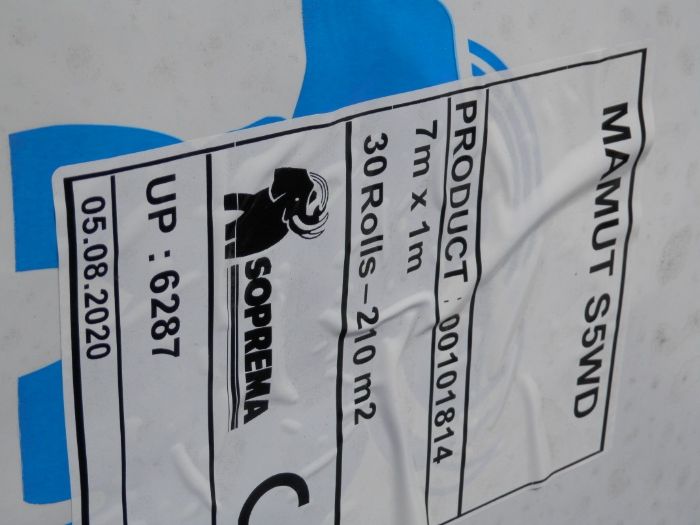 MAMUT S5WD
PRODUCT : 00101814
7m x 1m
30 Rolls – 210 m2
SOPREMA
UP : 6287
05.08.2020